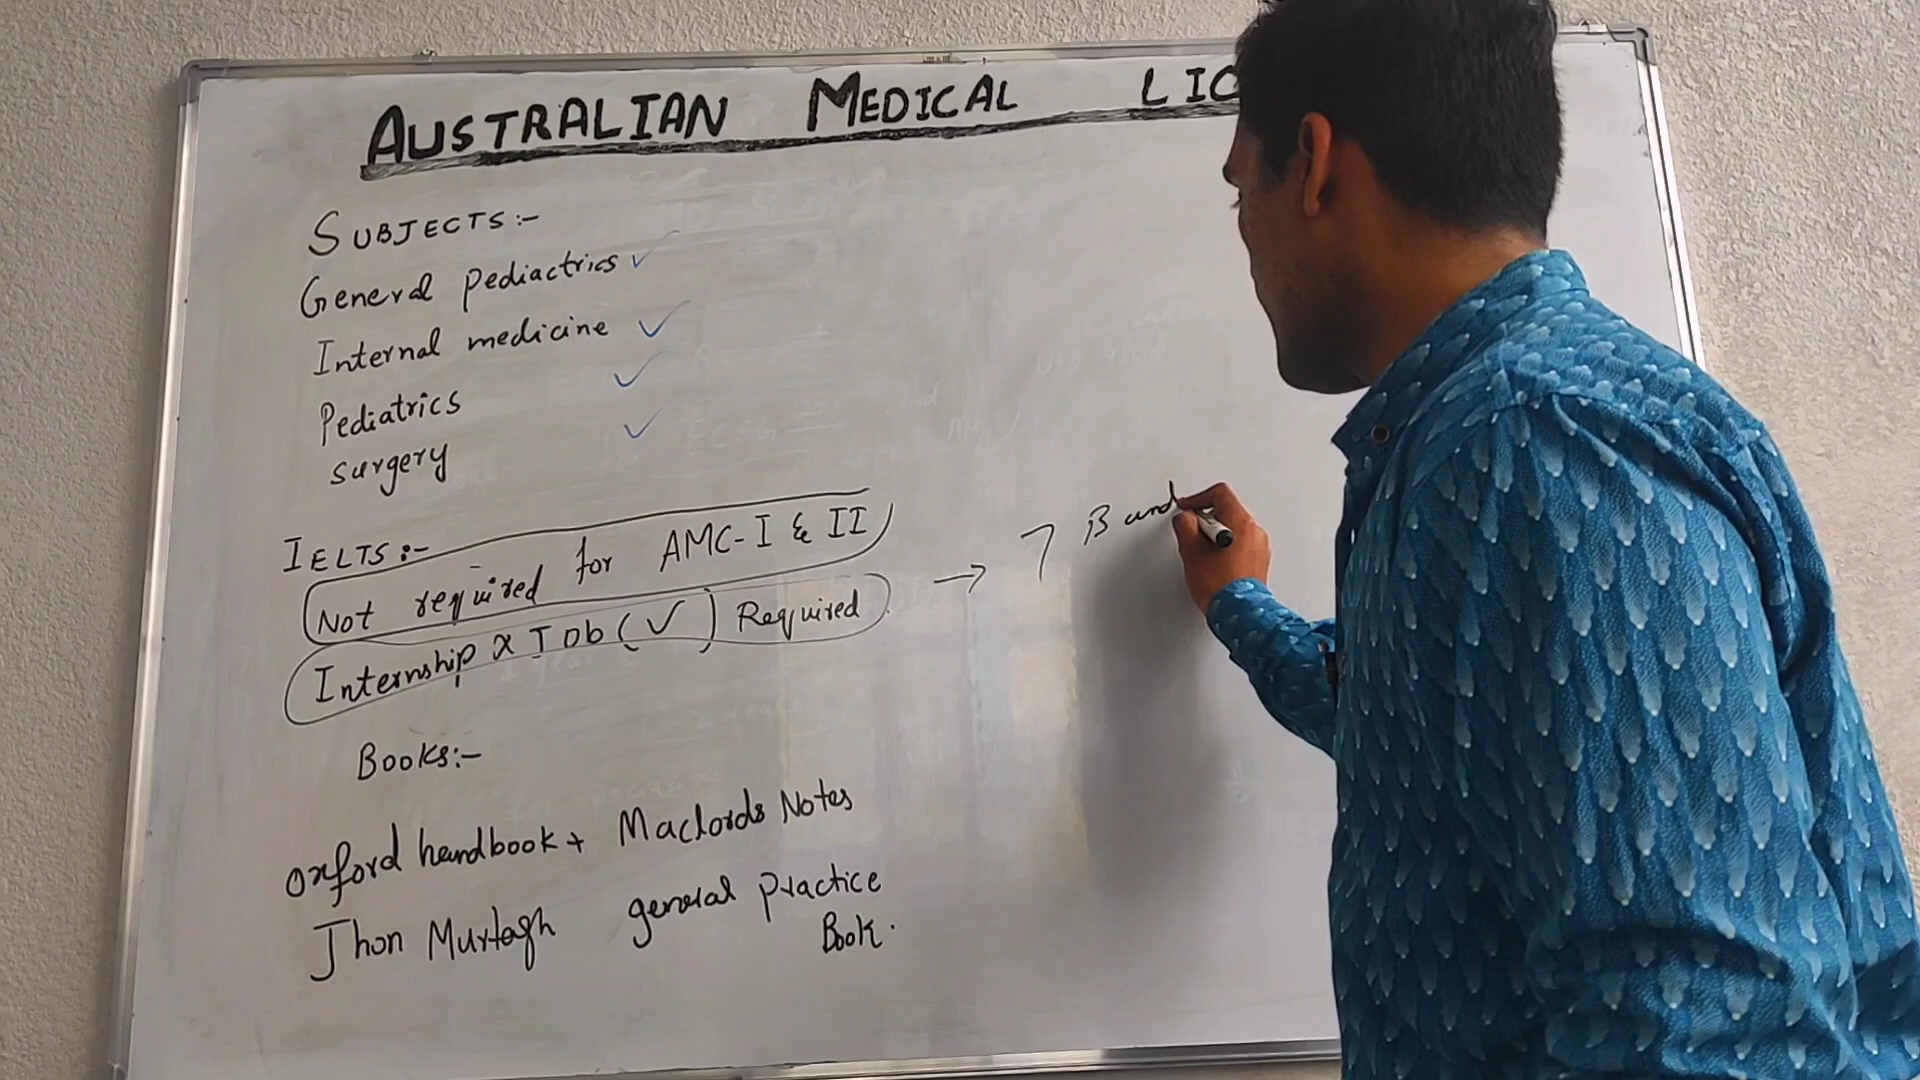 AUSTRALIAN MEDICAL LIC
SUBJECTS:-
General pediactrics ✓
Internal medicine ✓
Pediatrics ✓
surgery ✓
IELTS:-
Not required for AMC-I & II
Internship x Job (✓) Required → 7 Band
Books:-
oxford handbook + Maclords Notes
Jhon Murtagh general practice
Book.